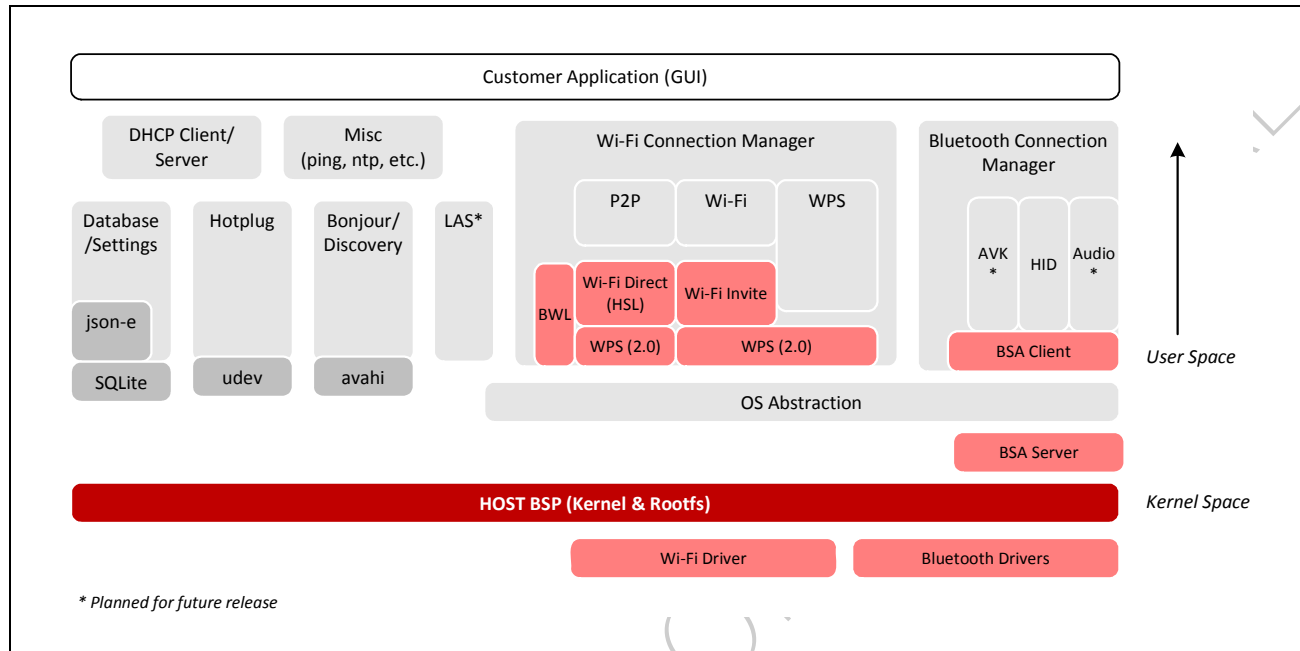 Customer Application (GUI)
DHCP Client/
Server
Misc
(ping, ntp, etc.)
Wi-Fi Connection Manager
Bluetooth Connection
Manager
Database
/Settings
Hotplug
Bonjour/
Discovery
LAS*
P2P
Wi-Fi
WPS
AVK
*
HID
Audio
*
json-e
BWL
Wi-Fi Direct
(HSL)
Wi-Fi Invite
WPS (2.0)
WPS (2.0)
BSA Client
User Space
SQLite
udev
avahi
OS Abstraction
BSA Server
HOST BSP (Kernel & Rootfs)
Kernel Space
Wi-Fi Driver
Bluetooth Drivers
* Planned for future release